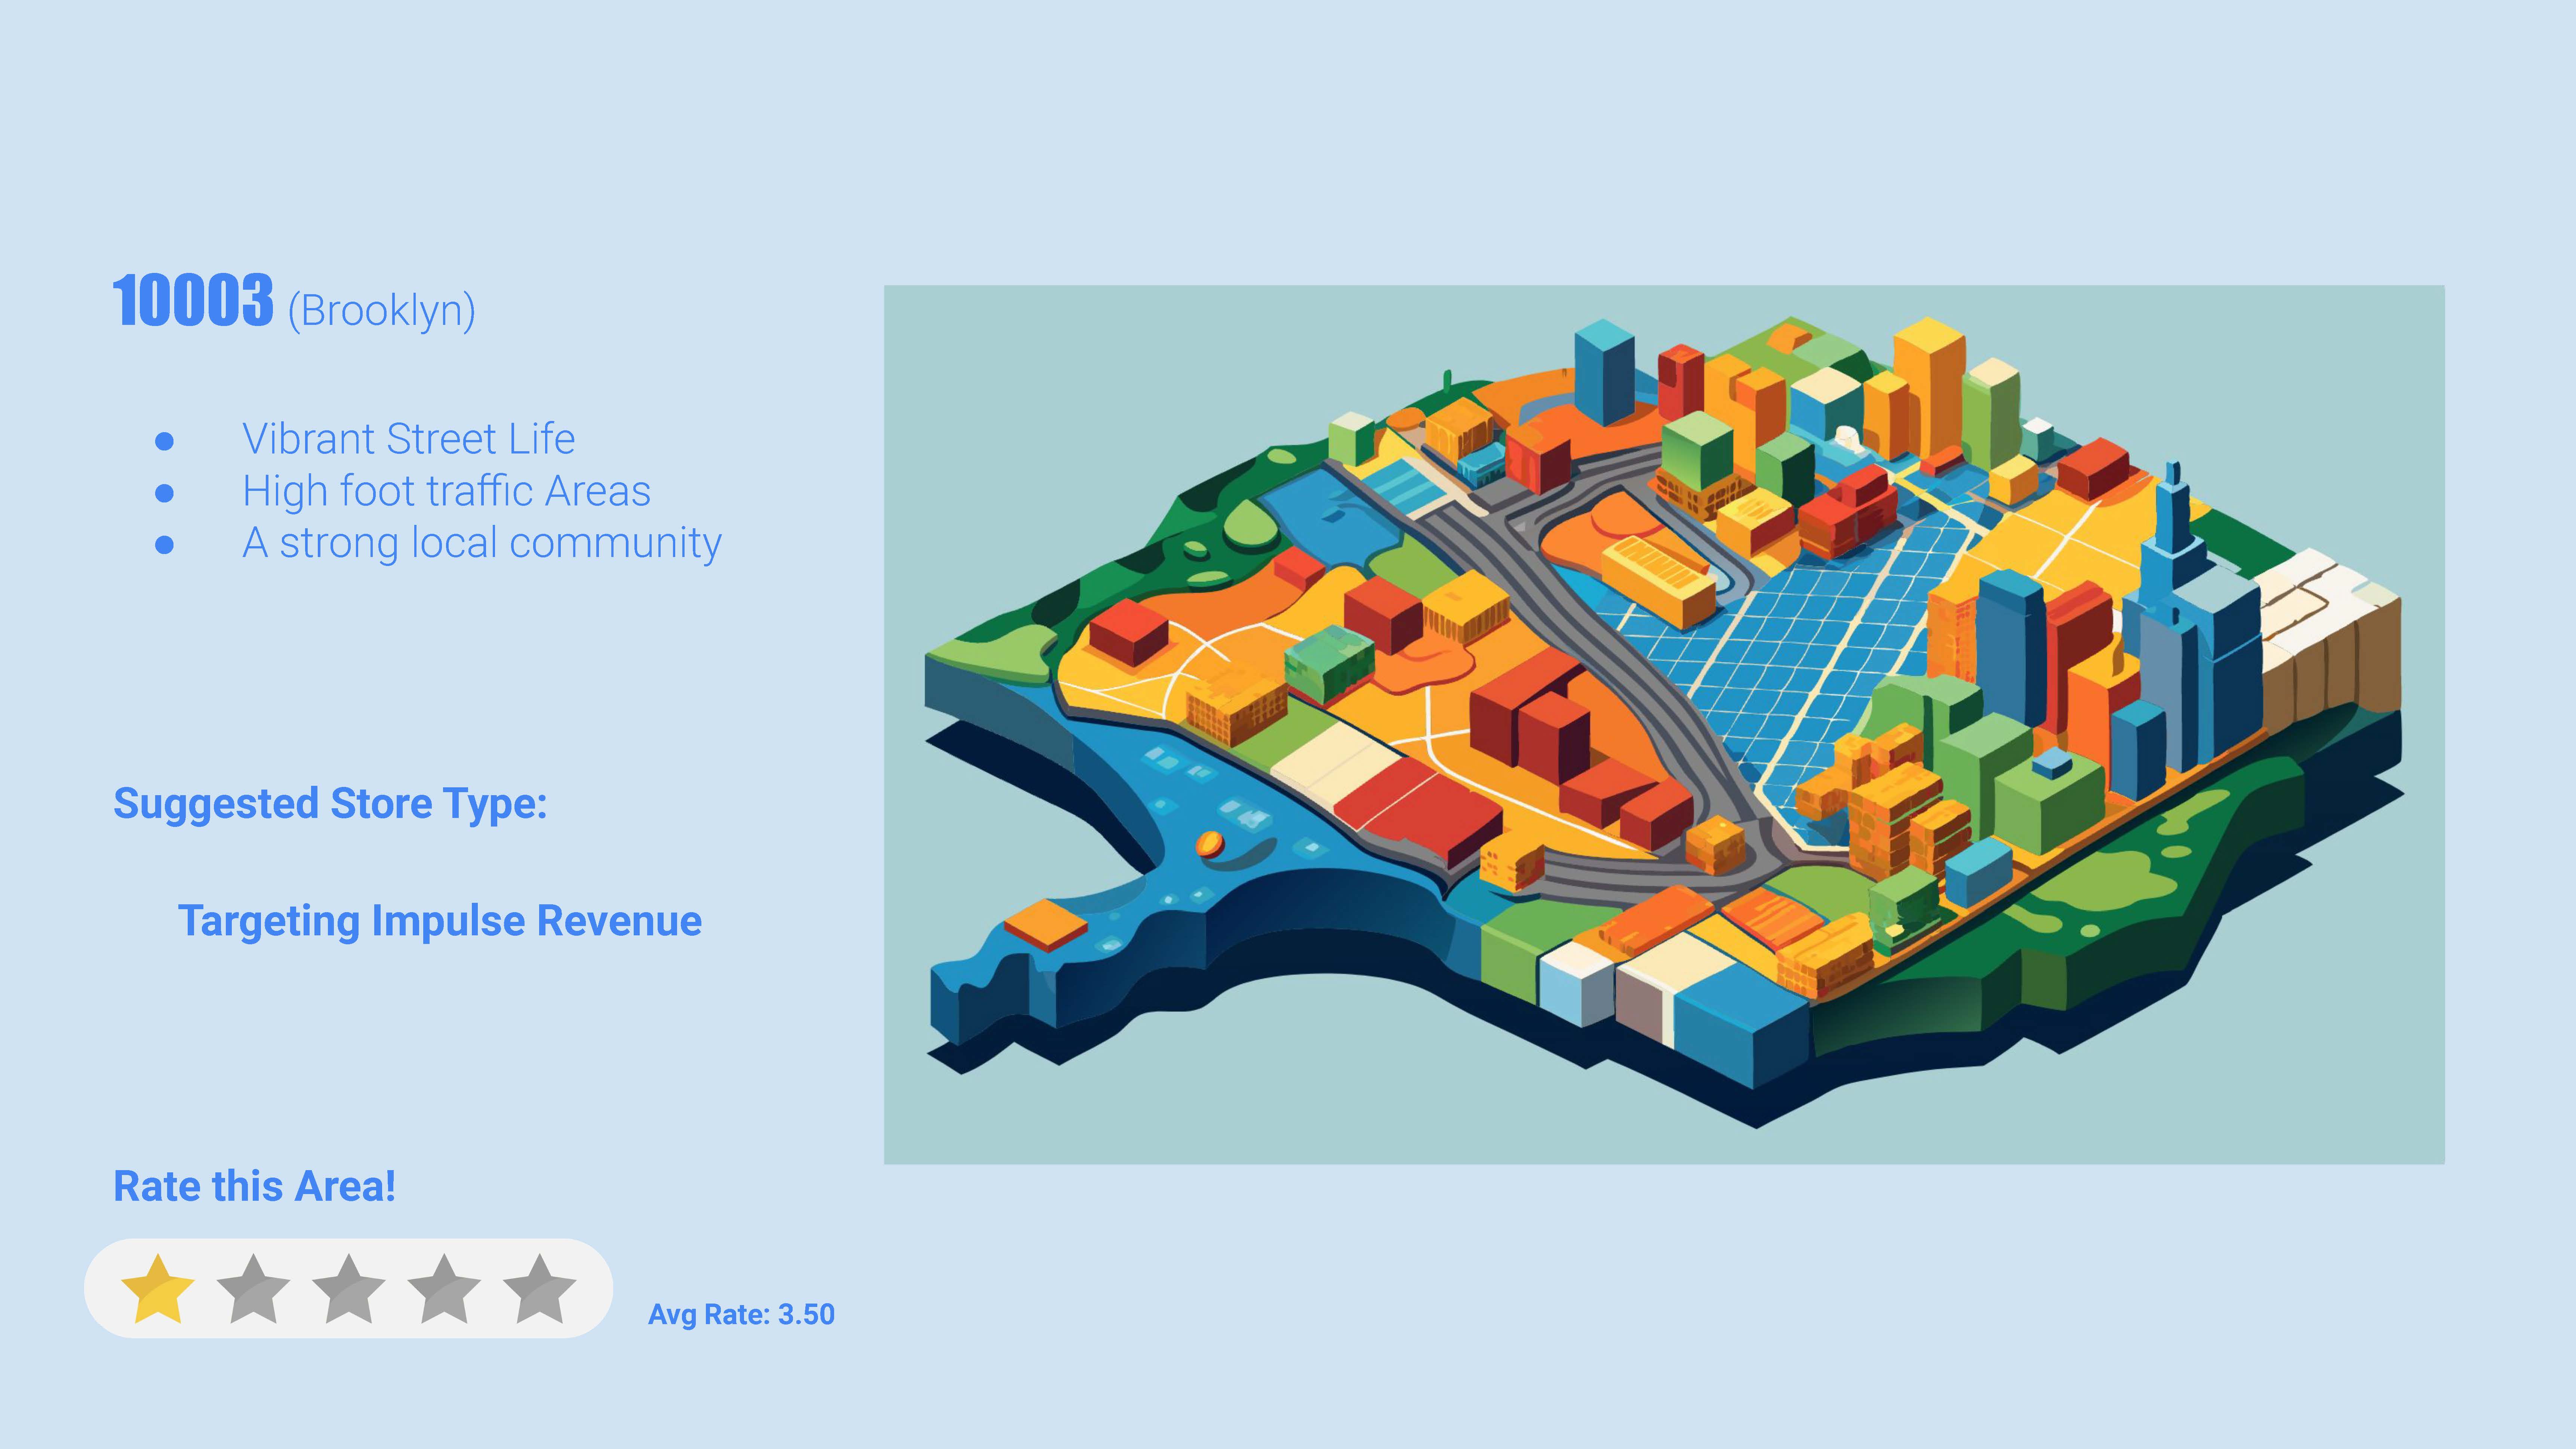 10003 (Brooklyn)
● Vibrant Street Life
● High foot traffic Areas
● A strong local community
Suggested Store Type:
Targeting Impulse Revenue
Rate this Area!
Avg Rate: 3.50